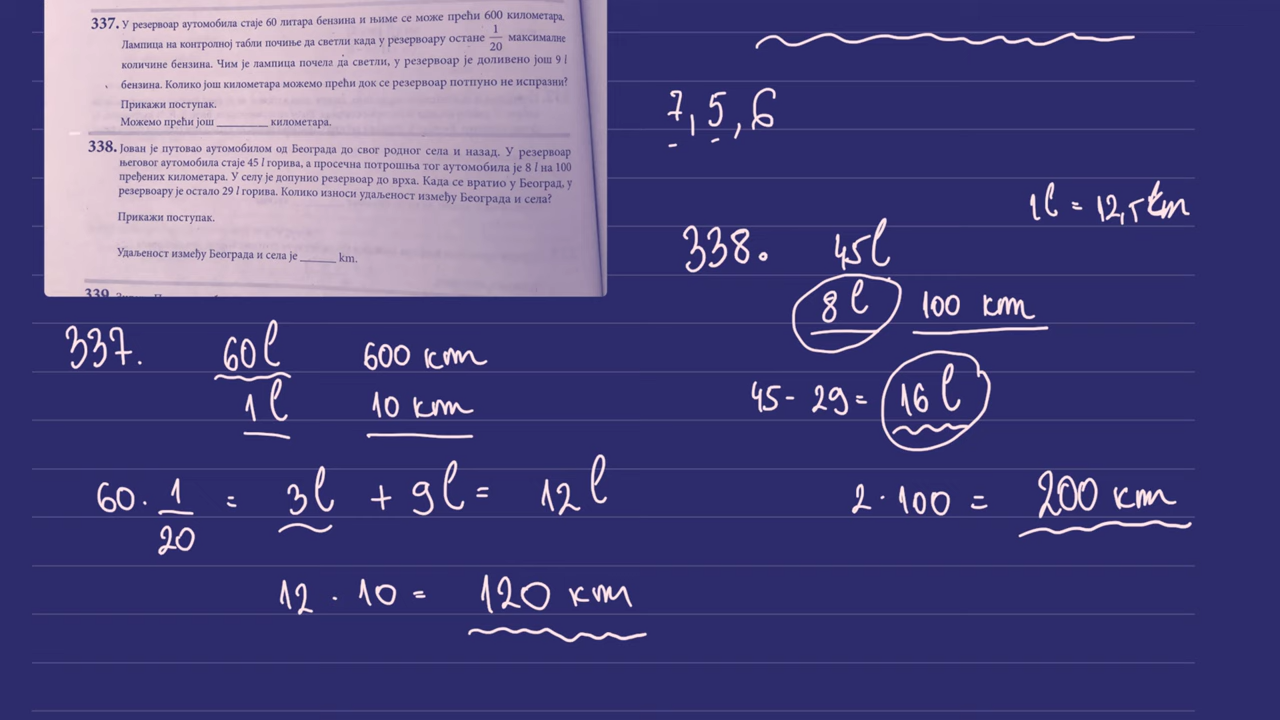 337. У резервоар аутомобила стаје 60 литара бензина и њиме се може прећи 600 километара.
Лампица на контролној табли почиње да светли када у резервоару остане 1/20 максималне
количине бензина. Чим је лампица почела да светли, у резервоар је доливено још 9 l
бензина. Колико још километара можемо прећи док се резервоар потпуно не испразни?
Прикажи поступак.
Можемо прећи још ________ километара.
338. Јован је путовао аутомобилом од Београда до свог родног села и назад. У резервоар
његовог аутомобила стаје 45 l горива, а просечна потрошња тог аутомобила је 8 l на 100
пређених километара. У селу је допунио резервоар до врха. Када се вратио у Београд, у
резервоару је остало 29 l горива. Колико износи удаљеност између Београда и села?
Прикажи поступак.
Удаљеност између Београда и села је ______ km.
339.
7, 5, 6
1l = 12,5 km
338. 45l
8l 100 km
45 - 29 = 16 l
2 · 100 = 200 km
337. 60l 600 km
1l 10 km
60 · 1/20 = 3l + 9l = 12l
12 · 10 = 120 km